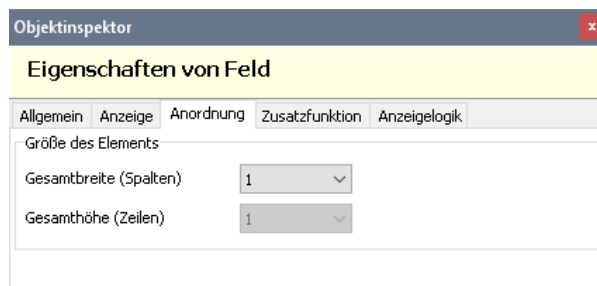 Objektinspektor x
Eigenschaften von Feld
Allgemein Anzeige Anordnung Zusatzfunktion Anzeigelogik
Größe des Elements
Gesamtbreite (Spalten) 1
Gesamthöhe (Zeilen) 1